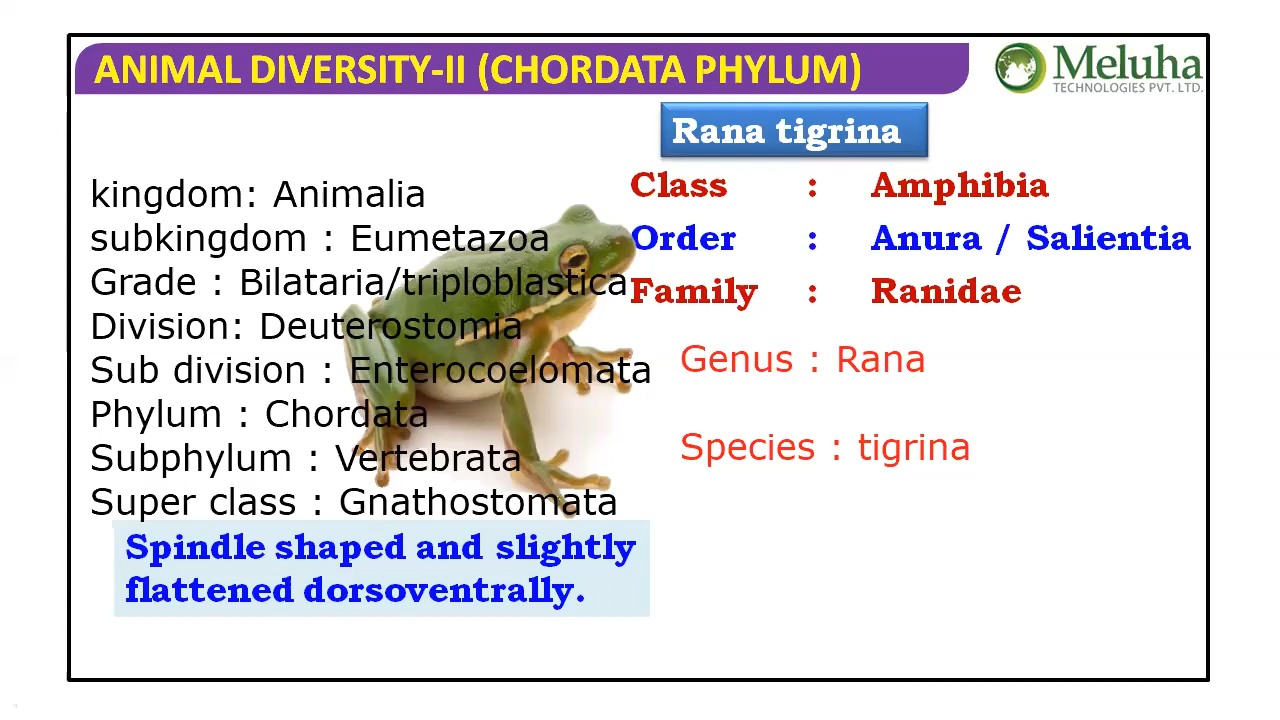 ANIMAL DIVERSITY-II (CHORDATA PHYLUM)
Meluha
TECHNOLOGIES PVT. LTD.
Rana tigrina
kingdom: Animalia
subkingdom : Eumetazoa
Grade : Bilataria/triploblastica
Division: Deuterostomia
Sub division : Enterocoelomata
Phylum : Chordata
Subphylum : Vertebrata
Super class : Gnathostomata
Class : Amphibia
Order : Anura / Salientia
Family : Ranidae
Genus : Rana
Species : tigrina
Spindle shaped and slightly
flattened dorsoventrally.